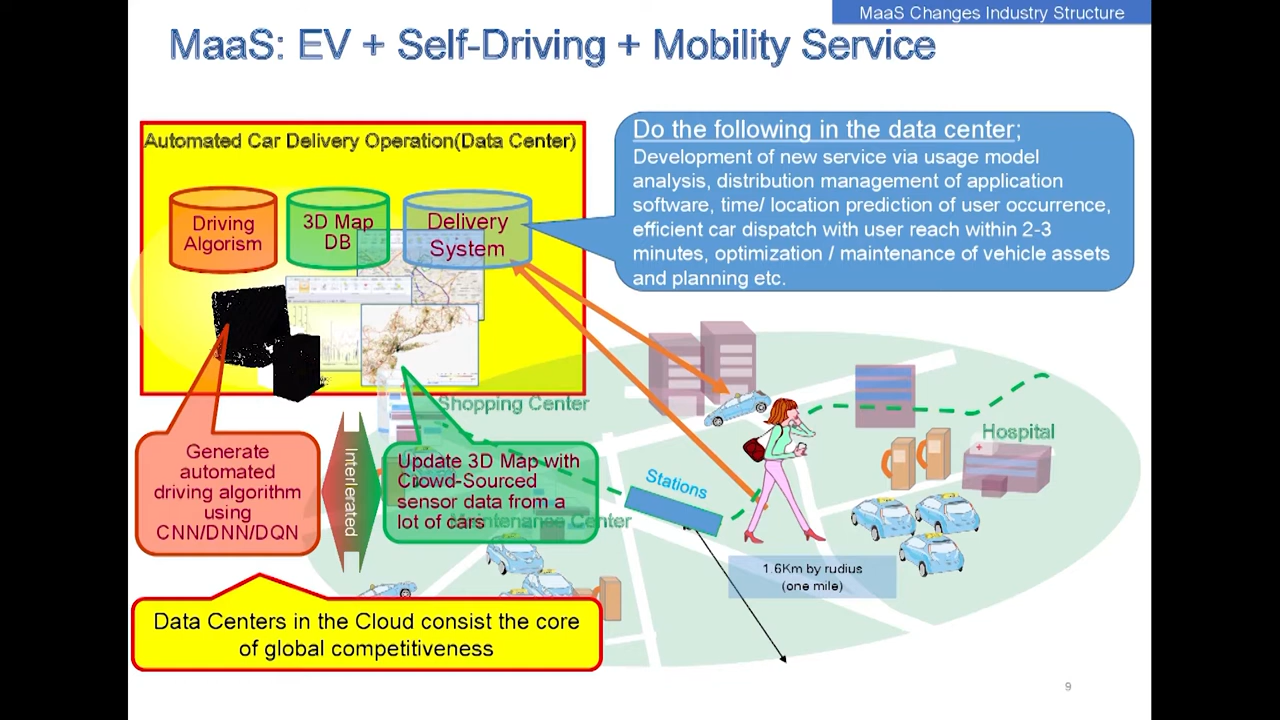 MaaS Changes Industry Structure
MaaS: EV + Self-Driving + Mobility Service
Automated Car Delivery Operation(Data Center)
Driving
Algorism
3D Map
DB
Delivery
System
Do the following in the data center;
Development of new service via usage model
analysis, distribution management of application
software, time/ location prediction of user occurrence,
efficient car dispatch with user reach within 2-3
minutes, optimization / maintenance of vehicle assets
and planning etc.
Shopping Center
Hospital
Generate
automated
driving algorithm
using
CNN/DNN/DQN
Interlerated
Update 3D Map with
Crowd-Sourced
sensor data from a
lot of cars
Maintenance Center
Stations
1.6Km by rudius
(one mile)
Data Centers in the Cloud consist the core
of global competitiveness
9